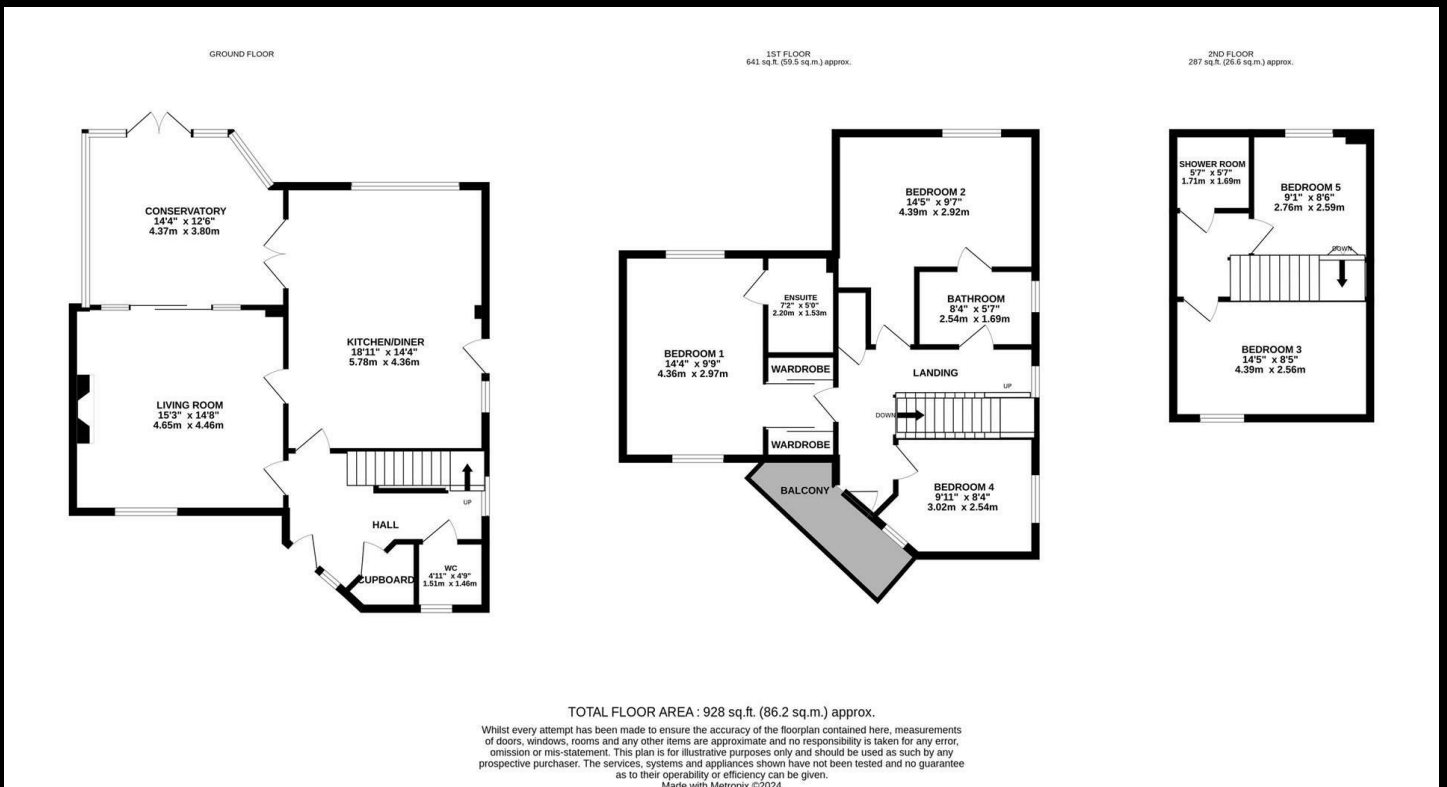 GROUND FLOOR
CONSERVATORY
14'4" x 12'6"
4.37m x 3.80m
KITCHEN/DINER
18'11" x 14'4"
5.78m x 4.36m
LIVING ROOM
15'3" x 14'8"
4.65m x 4.46m
UP
HALL
CUPBOARD
WC
4'11" x 4'9"
1.51m x 1.46m
1ST FLOOR
641 sq.ft. (59.5 sq.m.) approx.
BEDROOM 2
14'5" x 9'7"
4.39m x 2.92m
ENSUITE
7'2" x 5'0"
2.20m x 1.53m
BATHROOM
8'4" x 5'7"
2.54m x 1.69m
BEDROOM 1
14'4" x 9'9"
4.36m x 2.97m
WARDROBE
LANDING
UP
DOWN
WARDROBE
BALCONY
BEDROOM 4
9'11" x 8'4"
3.02m x 2.54m
2ND FLOOR
287 sq.ft. (26.6 sq.m.) approx.
SHOWER ROOM
5'7" x 5'7"
1.71m x 1.69m
BEDROOM 5
9'1" x 8'6"
2.76m x 2.59m
DOWN
BEDROOM 3
14'5" x 8'5"
4.39m x 2.56m
TOTAL FLOOR AREA : 928 sq.ft. (86.2 sq.m.) approx.
Whilst every attempt has been made to ensure the accuracy of the floorplan contained here, measurements
of doors, windows, rooms and any other items are approximate and no responsibility is taken for any error,
omission or mis-statement. This plan is for illustrative purposes only and should be used as such by any
prospective purchaser. The services, systems and appliances shown have not been tested and no guarantee
as to their operability or efficiency can be given.
Made with Metropix ©2024